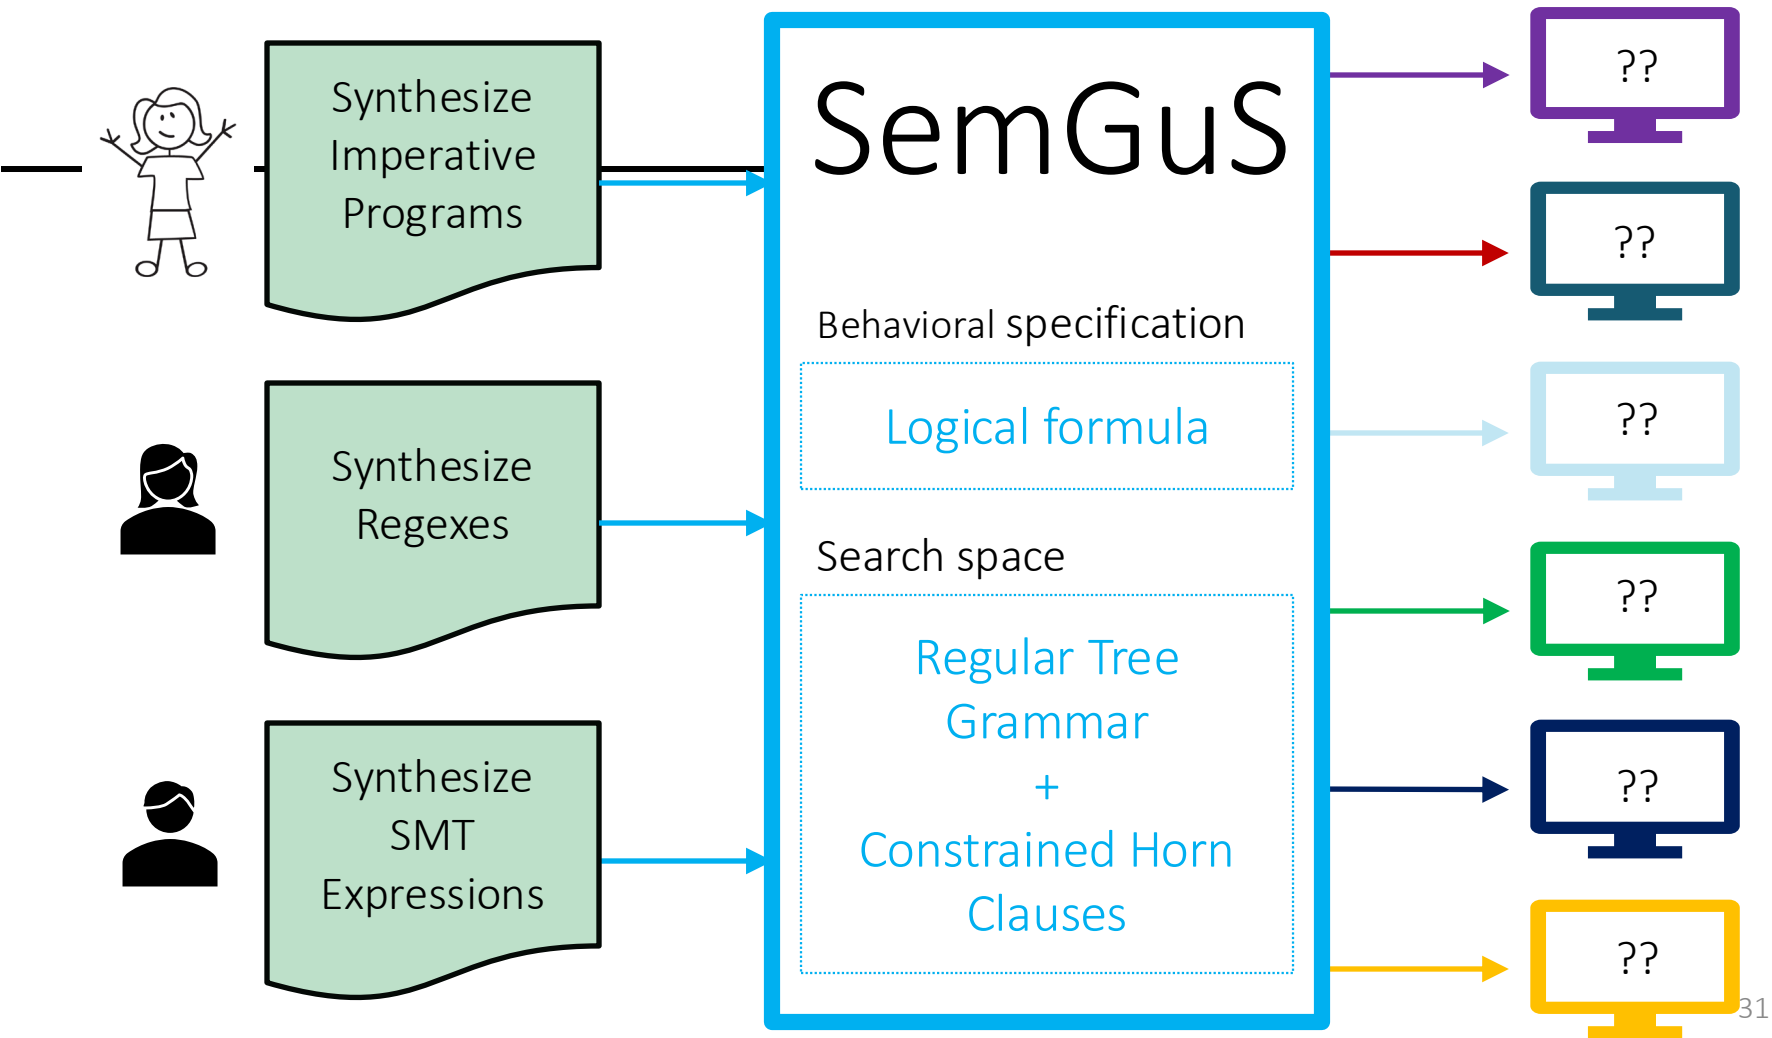 Synthesize
Imperative
Programs
Synthesize
Regexes
Synthesize
SMT
Expressions
SemGuS
Behavioral specification
Logical formula
Search space
Regular Tree
Grammar
+
Constrained Horn
Clauses
??
??
??
??
??
??
31